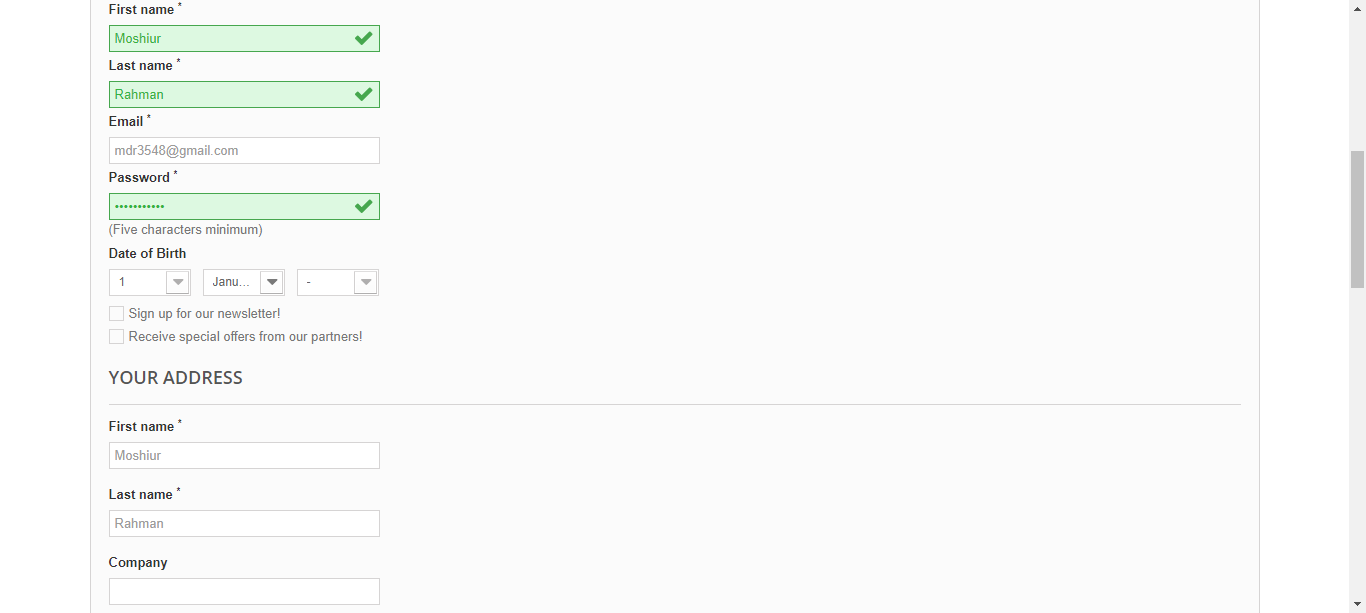 First name *
Moshiur
Last name *
Rahman
Email *
mdr3548@gmail.com
Password *
•••••••••••
(Five characters minimum)
Date of Birth
1 Janu... -
Sign up for our newsletter!
Receive special offers from our partners!
YOUR ADDRESS
First name *
Moshiur
Last name *
Rahman
Company